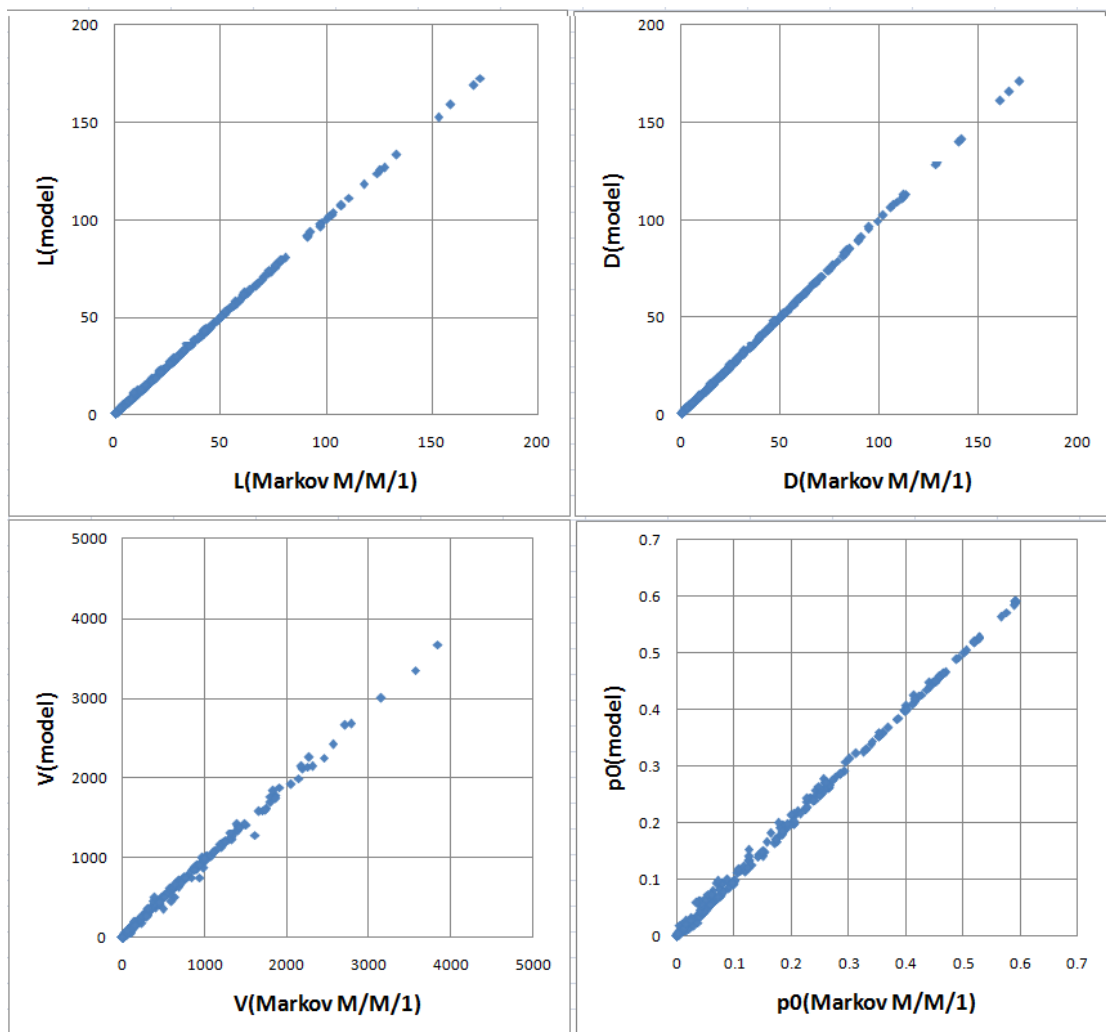 200
150
100
50
0
L(model)
0 50 100 150 200
L(Markov M/M/1)
200
150
100
50
0
D(model)
0 50 100 150 200
D(Markov M/M/1)
5000
4000
3000
2000
1000
0
V(model)
0 1000 2000 3000 4000 5000
V(Markov M/M/1)
0.7
0.6
0.5
0.4
0.3
0.2
0.1
0
p0(model)
0 0.1 0.2 0.3 0.4 0.5 0.6 0.7
p0(Markov M/M/1)